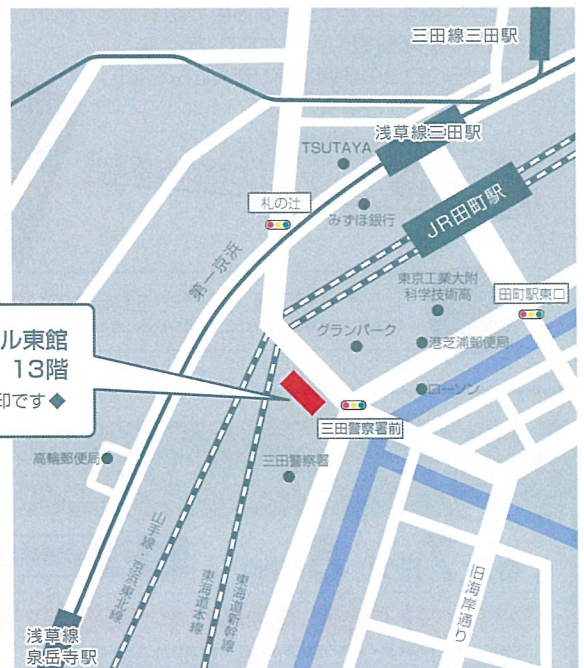 三田線三田駅
浅草線三田駅
TSUTAYA
札の辻
みずほ銀行
JR田町駅
第一京浜
東京工業大附
科学技術高
田町駅東口
グランパーク
港芝浦郵便局
ル東館
13階
印です◆
ローソン
三田警察署前
高輪郵便局
三田警察署
山手線・京浜東北線
東海道本線
東海道新幹線
旧海岸通り
浅草線
泉岳寺駅